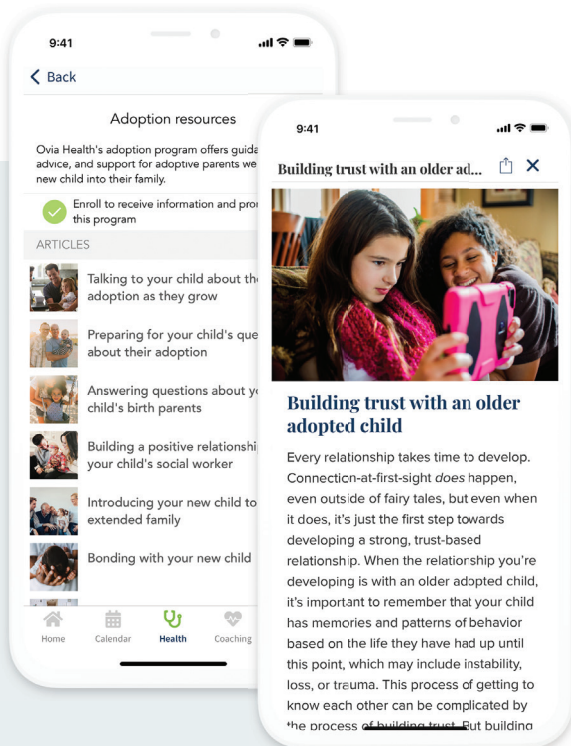 9:41
Back
Adoption resources
Ovia Health's adoption program offers guida
advice, and support for adoptive parents we
new child into their family.
Enroll to receive information and pro
this program
ARTICLES
Talking to your child about th
adoption as they grow
Preparing for your child's que
about their adoption
Answering questions about y
child's birth parents
Building a positive relationshi
your child's social worker
Introducing your new child to
extended family
Bonding with your new child
Home
Calendar
Health
Coaching
9:41
Building trust with an older ad...
Building trust with an older
adopted child
Every relationship takes time to develop.
Connection-at-first-sight does happen,
even outside of fairy tales, but even when
it does, it's just the first step towards
developing a strong, trust-based
relationship. When the relationship you're
developing is with an older adopted child,
it's important to remember that your child
has memories and patterns of behavior
based on the life they have had up until
this point, which may include instability,
loss, or trauma. This process of getting to
know each other can be complicated by
the process of building trust. But building